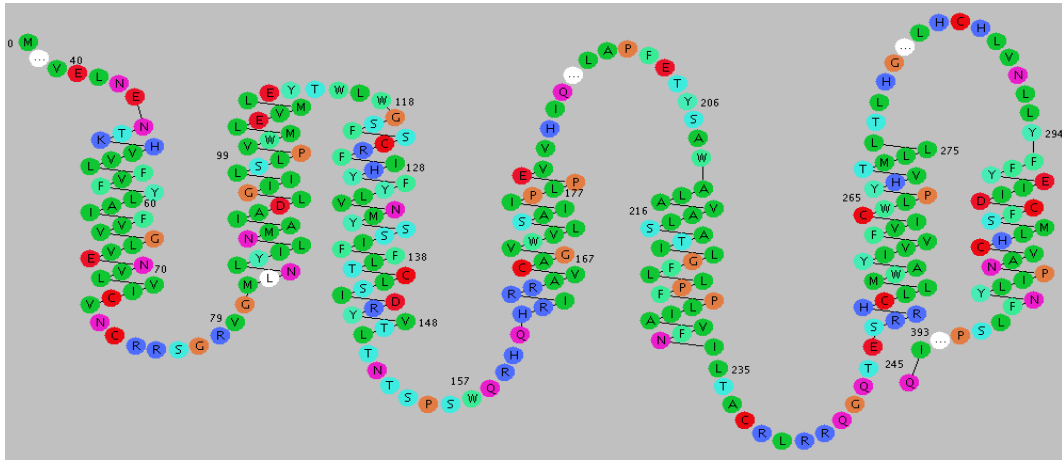 0 M ... V 40 E L N E
N T K
H V V L
F V F
Y A L A I
60
F V V
G L V E
N V L
70
I V I C V
N C R R S G R 79 V G
M L N
L Y I L
N M A
I A D L
G I I
99 L S L P
V W M
L E V M
L E Y T W L W 118 G
F S S
F R C
Y H I
128
V L Y F
Y M N
F I S S
T L F
138
I S C
Y R D
L T V
148
T N T S P S 157 W Q R H Q
H R I
R R A V
C A G
167
V W V L
S A I
I P L P
177
E V V H I Q ... L A P F E T Y 206 S A W
A L A
216
S L A V
I T A
L F G L
F P L
A I L P
N F V I
L 235 T A C R L R R Q G Q 245 T E
S R R
H C L
M W L
Y A V
I F V V
C W I
265
Y L P
T H V
L M L L
275
T L H G ... L H C H L V N L L Y 294
F F Y
E I I D
C F S
M L H C
V A N
P I L Y
N F L S P ... 393 I Q